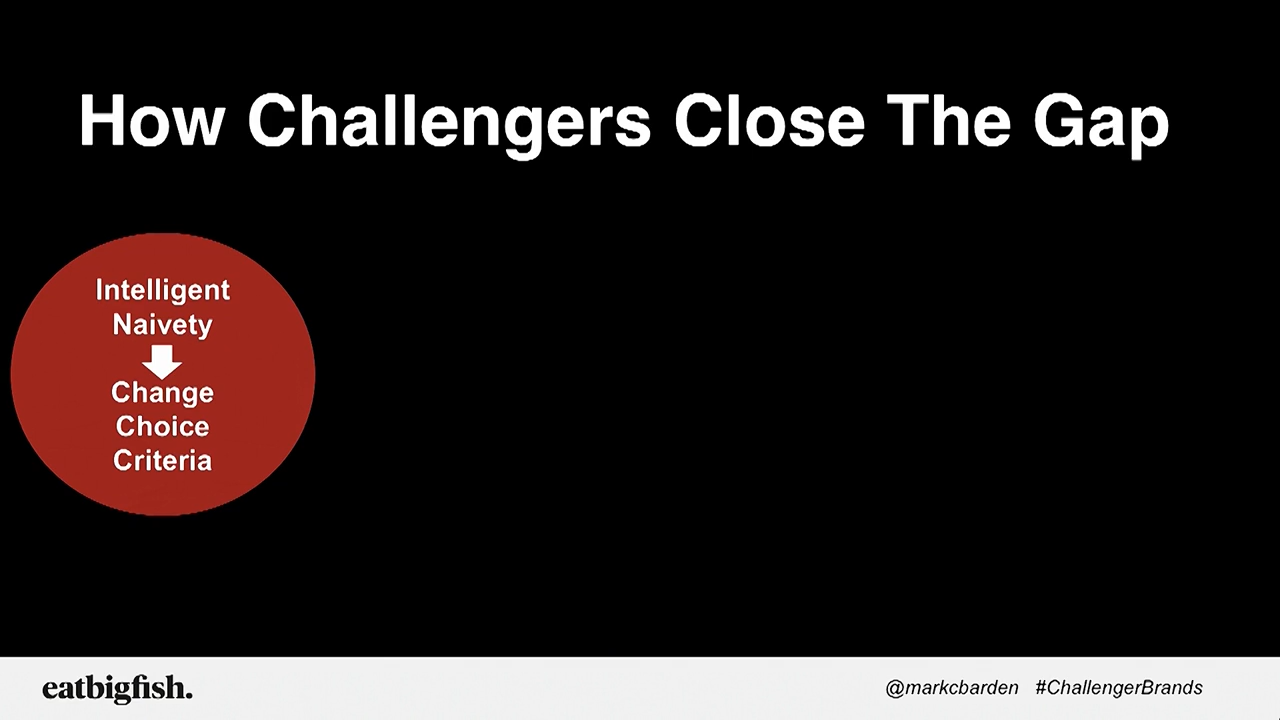 How Challengers Close The Gap
Intelligent
Naivety
Change
Choice
Criteria
eatbigfish.
@markcbarden #ChallengerBrands